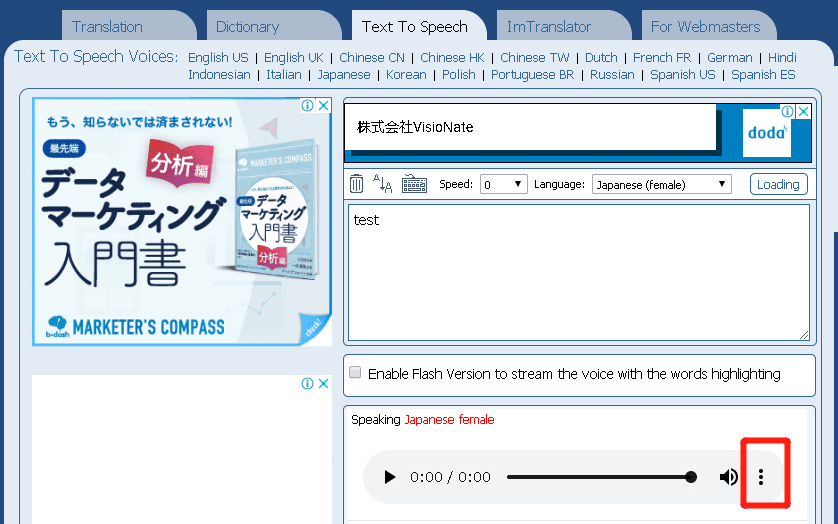 Translation
Dictionary
Text To Speech
ImTranslator
For Webmasters
Text To Speech Voices:
English US | English UK | Chinese CN | Chinese HK | Chinese TW | Dutch | French FR | German | Hindi
Indonesian | Italian | Japanese | Korean | Polish | Portuguese BR | Russian | Spanish US | Spanish ES
もう、知らないでは済まされない!
最先端
分析編
データ
マーケティング
入門書
MARKETER'S COMPASS
最先端
データ
マーケティング
入門書
分析編
b→dash
MARKETER'S COMPASS
check!
株式会社VisioNate
doda
Speed:
0
Language:
Japanese (female)
Loading
test
Enable Flash Version to stream the voice with the words highlighting
Speaking Japanese female
0:00 / 0:00